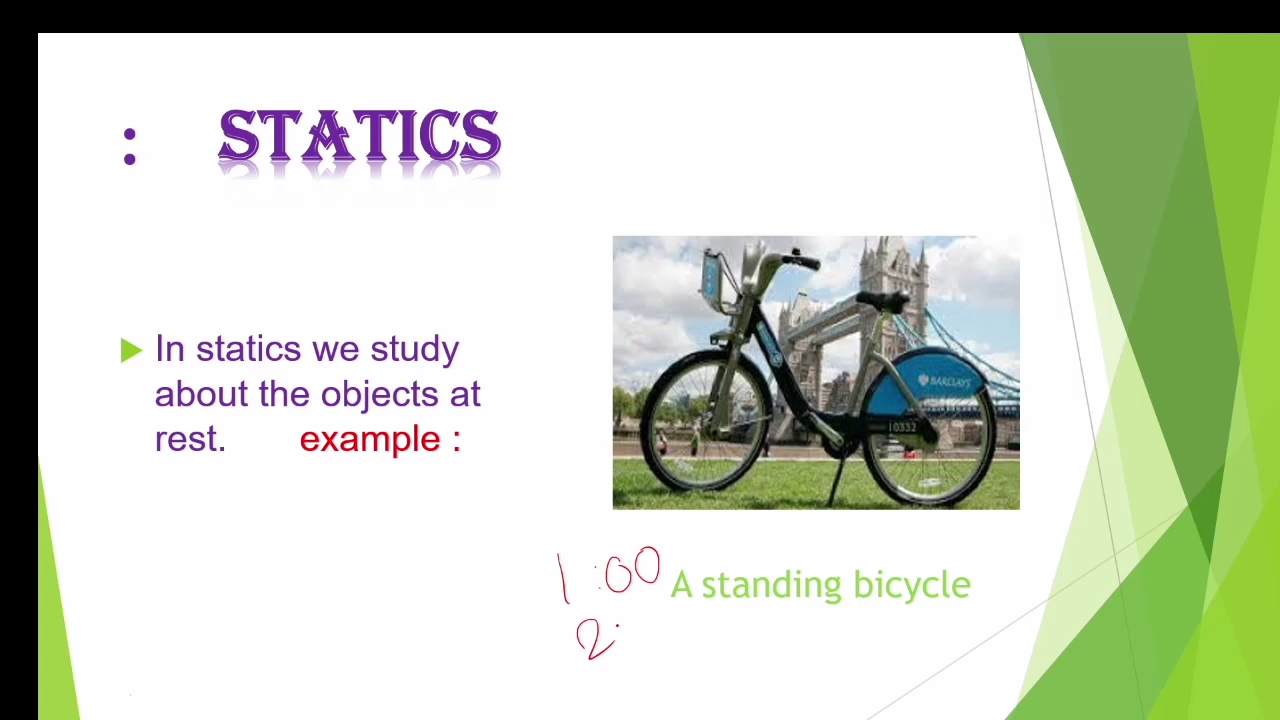 : STATICS
In statics we study
about the objects at
rest. example :
BARCLAYS
10332
1:00 A standing bicycle
2: